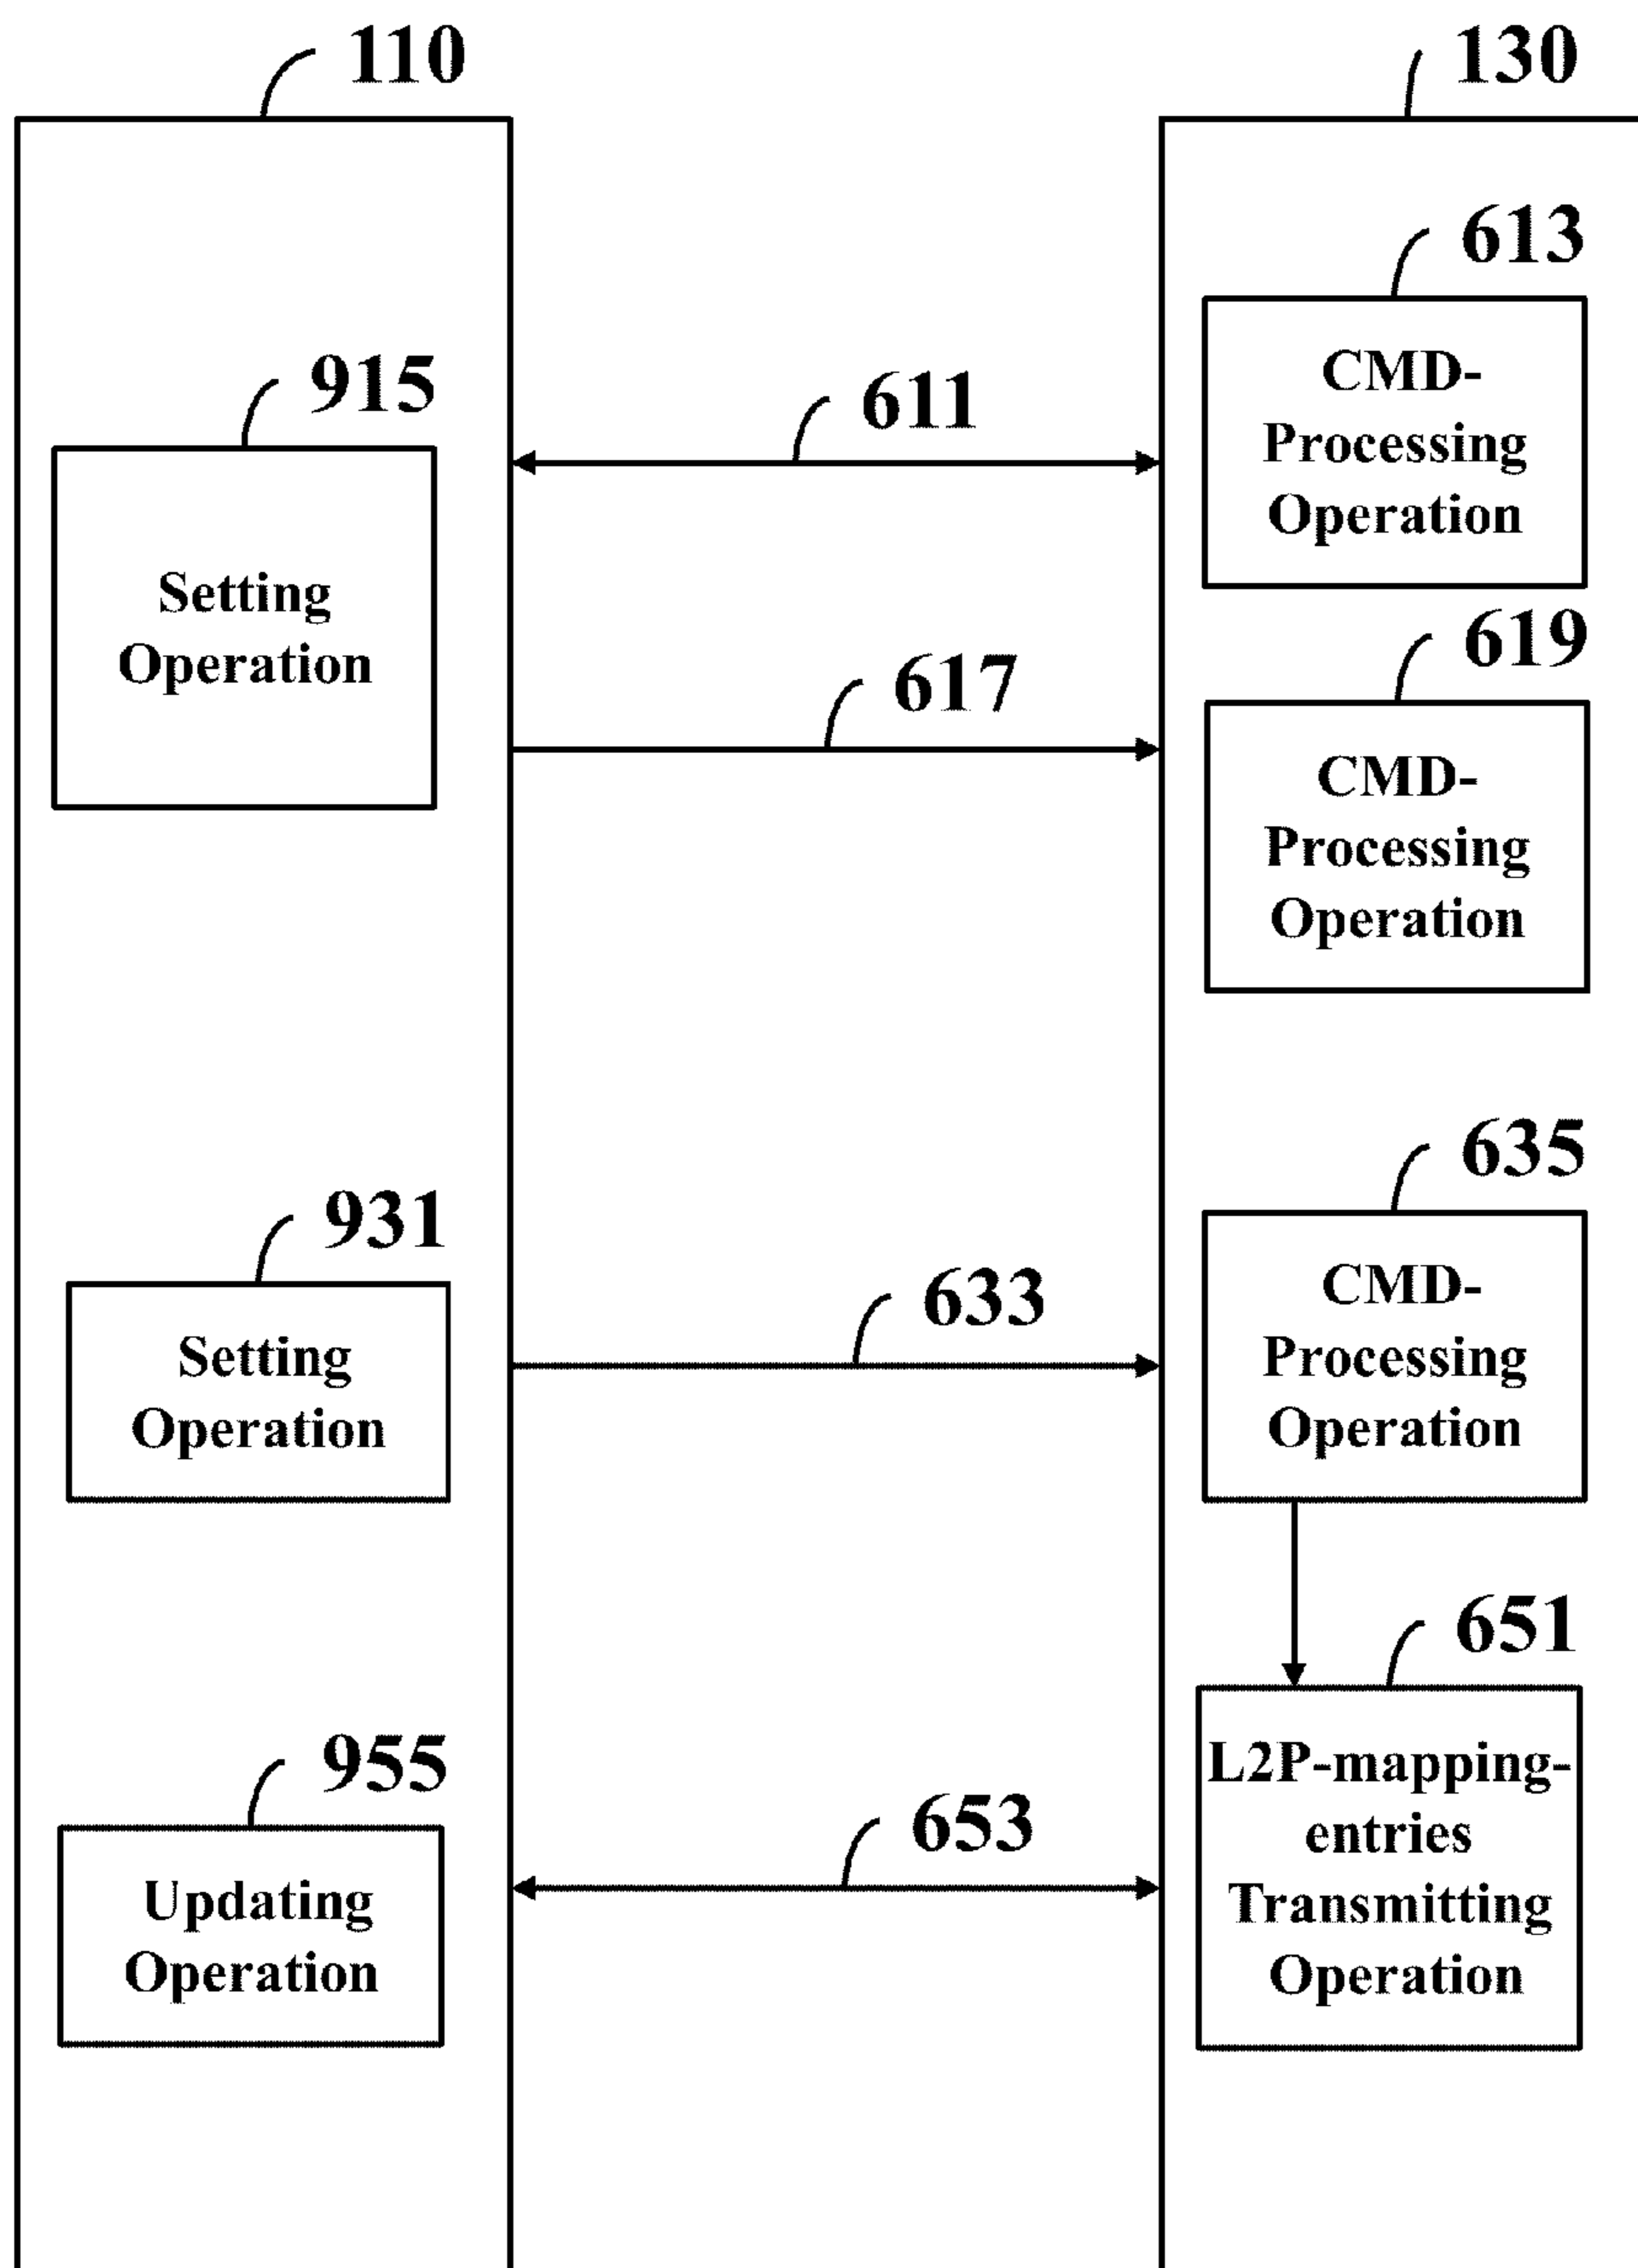 110
130
613
CMD-
Processing
Operation
915
611
Setting
Operation
617
619
CMD-
Processing
Operation
635
931
633
CMD-
Processing
Operation
Setting
Operation
651
955
653
L2P-mapping-
entries
Transmitting
Operation
Updating
Operation